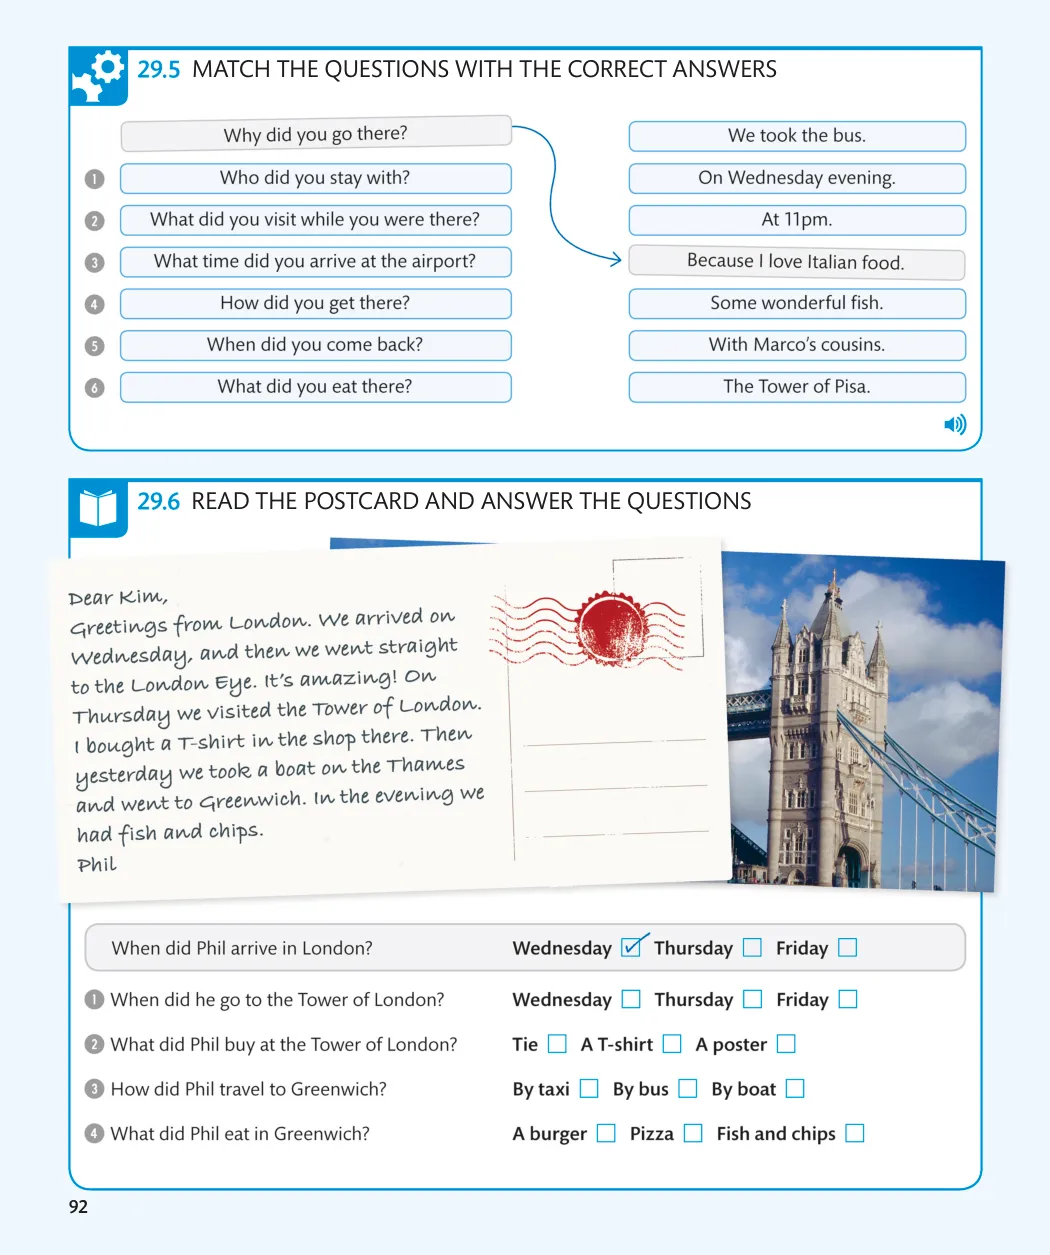 29.5 MATCH THE QUESTIONS WITH THE CORRECT ANSWERS
Why did you go there?
1 Who did you stay with?
2 What did you visit while you were there?
3 What time did you arrive at the airport?
4 How did you get there?
5 When did you come back?
6 What did you eat there?
We took the bus.
On Wednesday evening.
At 11pm.
Because I love Italian food.
Some wonderful fish.
With Marco's cousins.
The Tower of Pisa.
29.6 READ THE POSTCARD AND ANSWER THE QUESTIONS
Dear Kim,
Greetings from London. We arrived on
Wednesday, and then we went straight
to the London Eye. It's amazing! On
Thursday we visited the Tower of London.
I bought a T-shirt in the shop there. Then
yesterday we took a boat on the Thames
and went to Greenwich. In the evening we
had fish and chips.
Phil
When did Phil arrive in London? Wednesday Thursday Friday
1 When did he go to the Tower of London? Wednesday Thursday Friday
2 What did Phil buy at the Tower of London? Tie A T-shirt A poster
3 How did Phil travel to Greenwich? By taxi By bus By boat
4 What did Phil eat in Greenwich? A burger Pizza Fish and chips
92